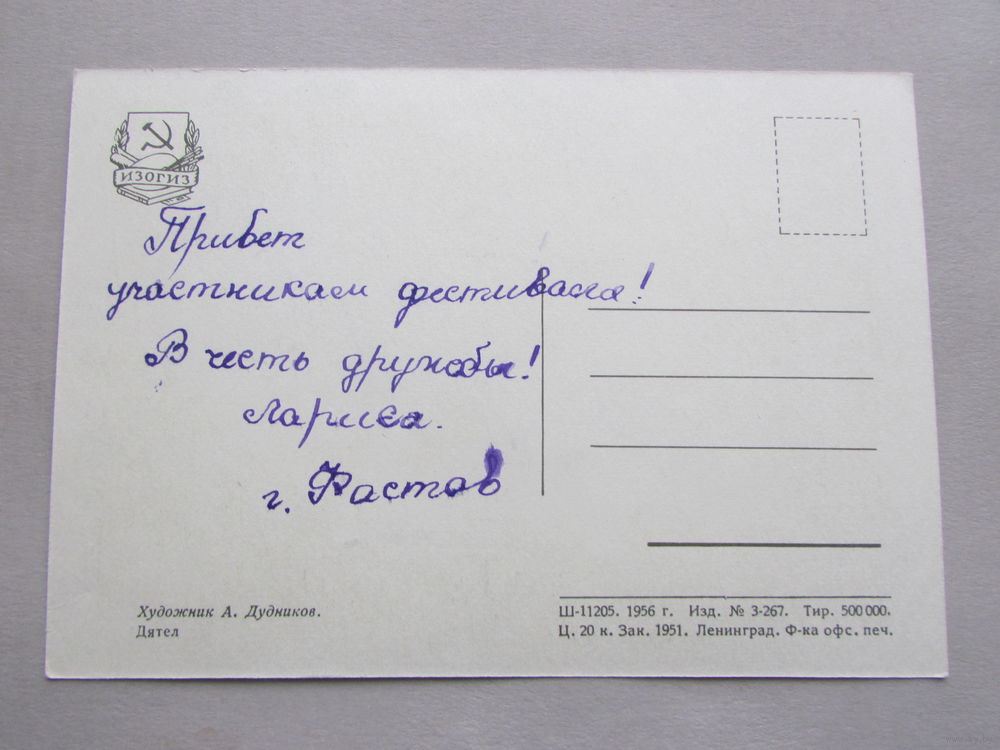 ИЗОГИЗ
Привет
участникам фестиваля!
В честь дружбы!
Лариса.
г. Фастов
Художник А. Дудников.
Дятел
Ш-11205. 1956 г. Изд. № 3-267. Тир. 500 000.
Ц. 20 к. Зак. 1951. Ленинград. Ф-ка офс. печ.